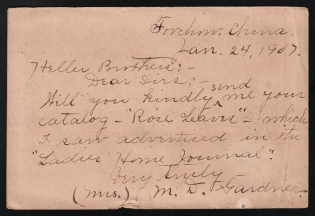 Foochow, China.
Jan. 24, 1907.
Heller Brothers:-
Dear Sirs:-
send
Will you kindly ^ me your
catalog - "Rose Leaves" - which
I saw advertised in the
"Ladies' Home Journal".
Very truly
(Mrs.) M. D. Gardner.